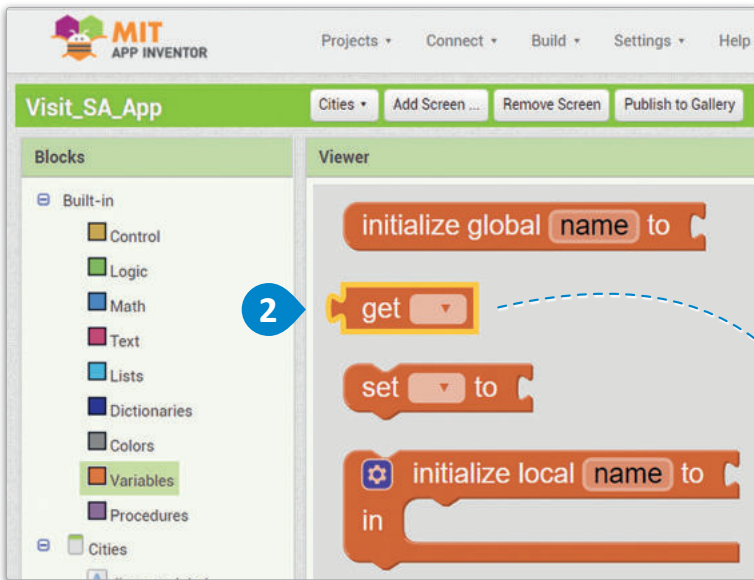 MIT
APP INVENTOR
Projects Connect Build Settings Help
Visit_SA_App Cities Add Screen ... Remove Screen Publish to Gallery
Blocks Viewer
Built-in
Control
Logic
Math
Text
Lists
Dictionaries
Colors
Variables
Procedures
Cities
initialize global name to
2 get
set to
initialize local name to
in